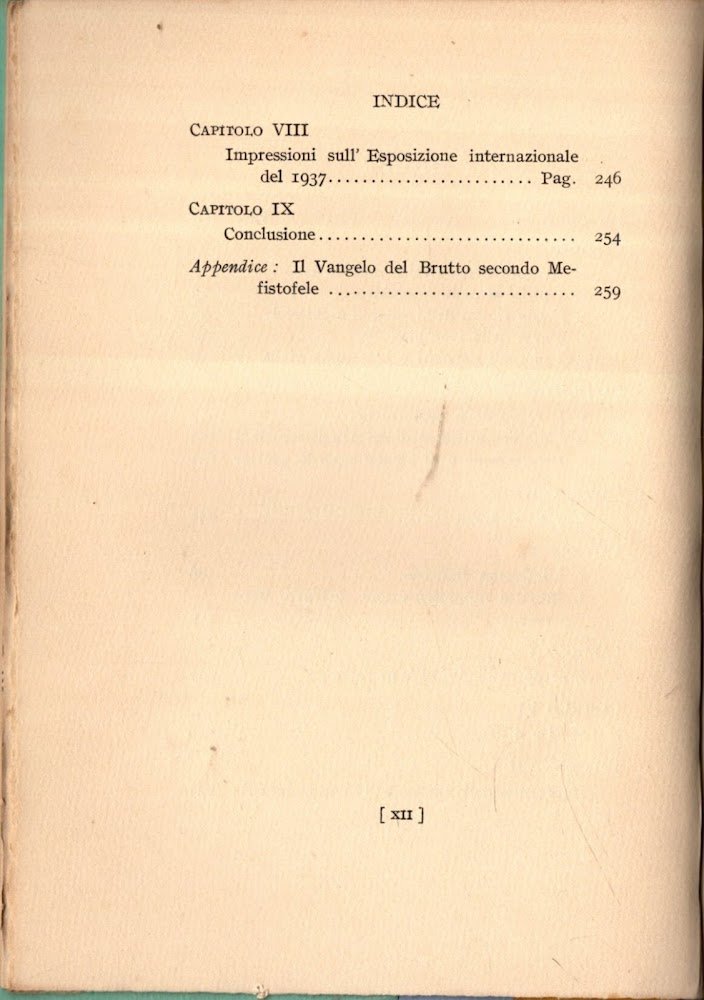 INDICE
CAPITOLO VIII
Impressioni sull' Esposizione internazionale
del 1937........................ Pag. 246
CAPITOLO IX
Conclusione.............................. 254
Appendice : Il Vangelo del Brutto secondo Me-
fistofele ............................. 259
[ XII ]